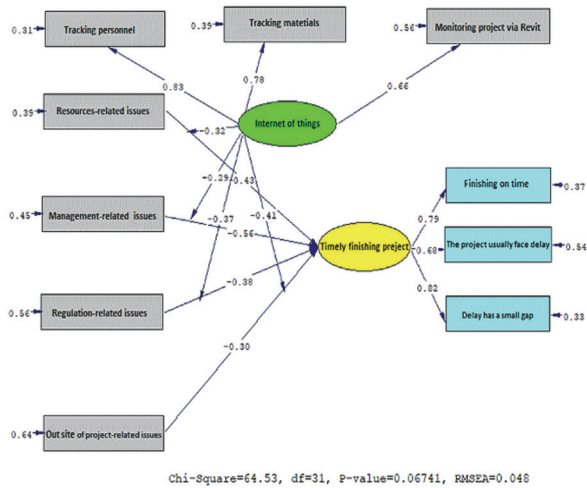 0.31
Tracking personnel
0.39
Tracking matetials
0.56
Monitoring project via Revit
0.83
0.78
0.66
0.39
Resources-related issues
Internet of things
-0.32
-0.29
-0.43
-0.37
-0.41
0.45
Management-related issues
-0.56
Timely finishing preject
Finishing on time
0.37
0.79
The project usually face delay
0.54
-0.68
0.82
Delay has a small gap
0.33
0.56
Regulation-related issues
-0.38
-0.30
0.64
Out site of project-related issues
Chi-Square=64.53, df=31, P-value=0.06741, RMSEA=0.048